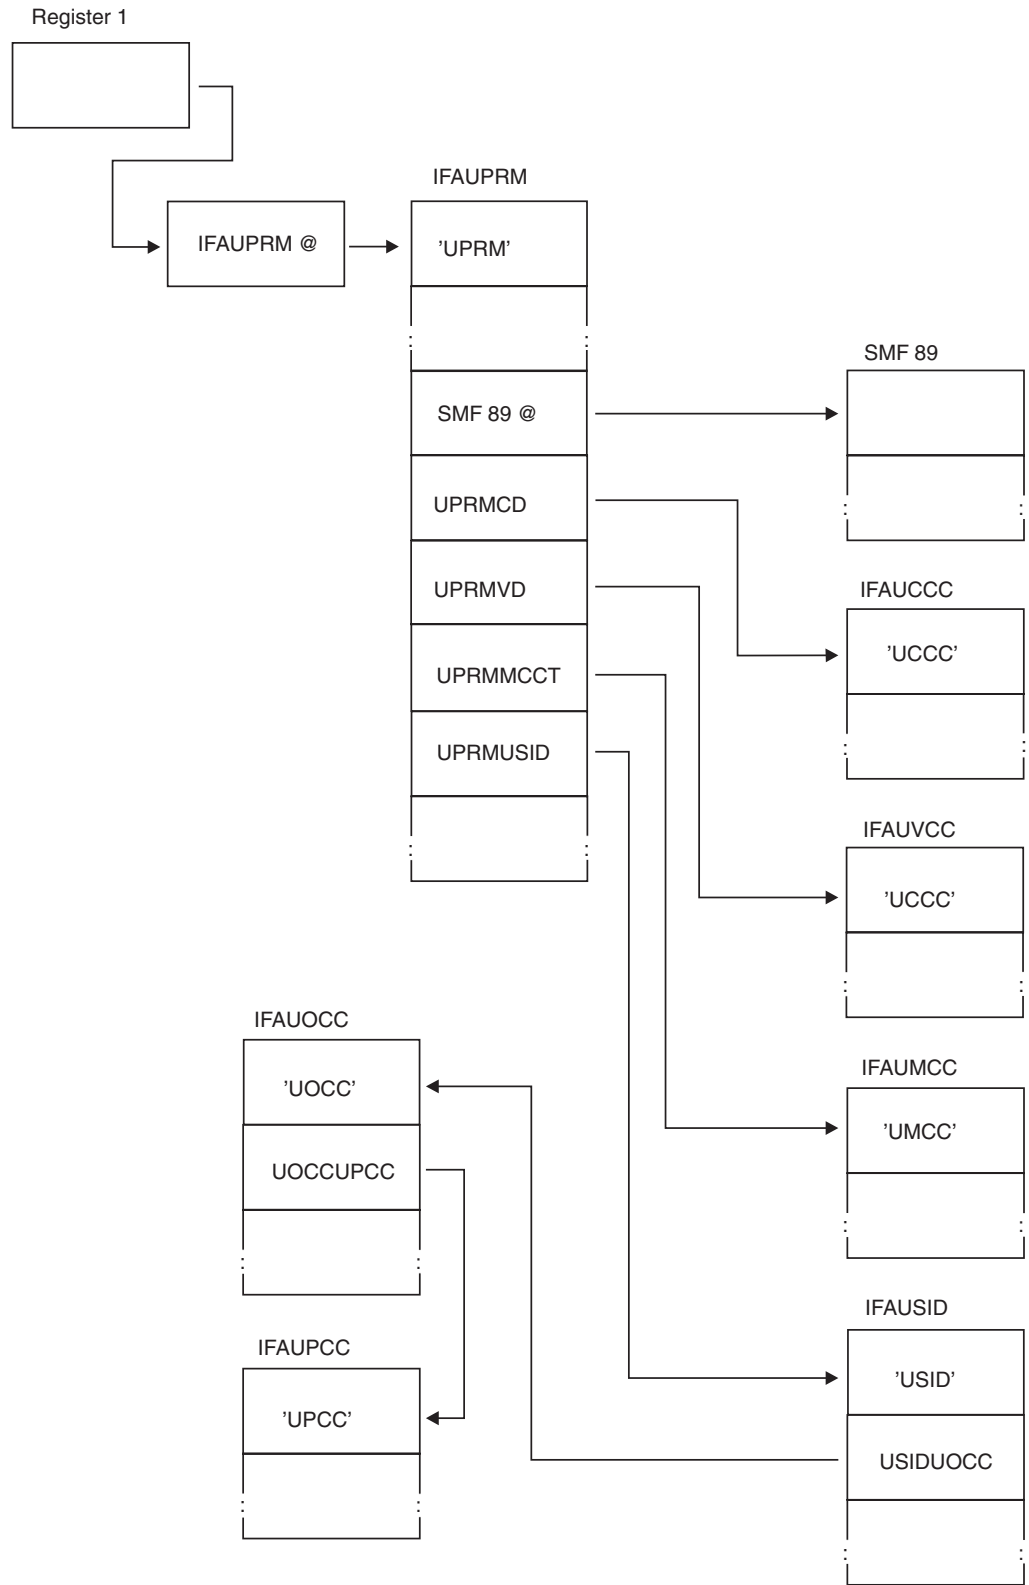 Register 1
IFAUPRM @
IFAUPRM
’UPRM’
SMF 89 @
UPRMCD
UPRMVD
UPRMMCCT
UPRMUSID
SMF 89
IFAUCCC
’UCCC’
IFAUVCC
’UCCC’
IFAUMCC
’UMCC’
IFAUSID
’USID’
USIDUOCC
IFAUOCC
’UOCC’
UOCCUPCC
IFAUPCC
’UPCC’